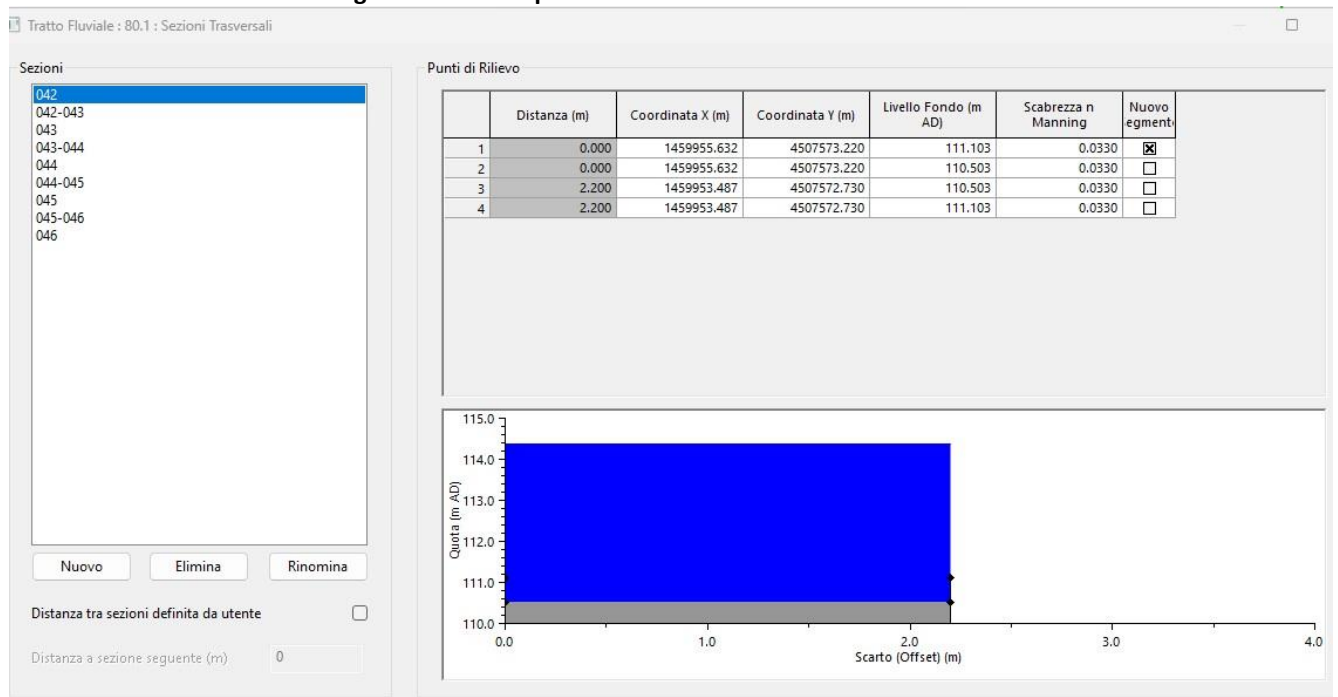 Tratto Fluviale : 80.1 : Sezioni Trasversali
Sezioni
042
042-043
043
043-044
044
044-045
045
045-046
046
Nuovo Elimina Rinomina
Distanza tra sezioni definita da utente
Distanza a sezione seguente (m) 0
Punti di Rilievo
Distanza (m) Coordinata X (m) Coordinata Y (m) Livello Fondo (m AD) Scabrezza n Manning Nuovo egment
1 0.000 1459955.632 4507573.220 111.103 0.0330
2 0.000 1459955.632 4507573.220 110.503 0.0330
3 2.200 1459953.487 4507572.730 110.503 0.0330
4 2.200 1459953.487 4507572.730 111.103 0.0330
Quota (m AD)
115.0
114.0
113.0
112.0
111.0
110.0
0.0 1.0 2.0 3.0 4.0
Scarto (Offset) (m)